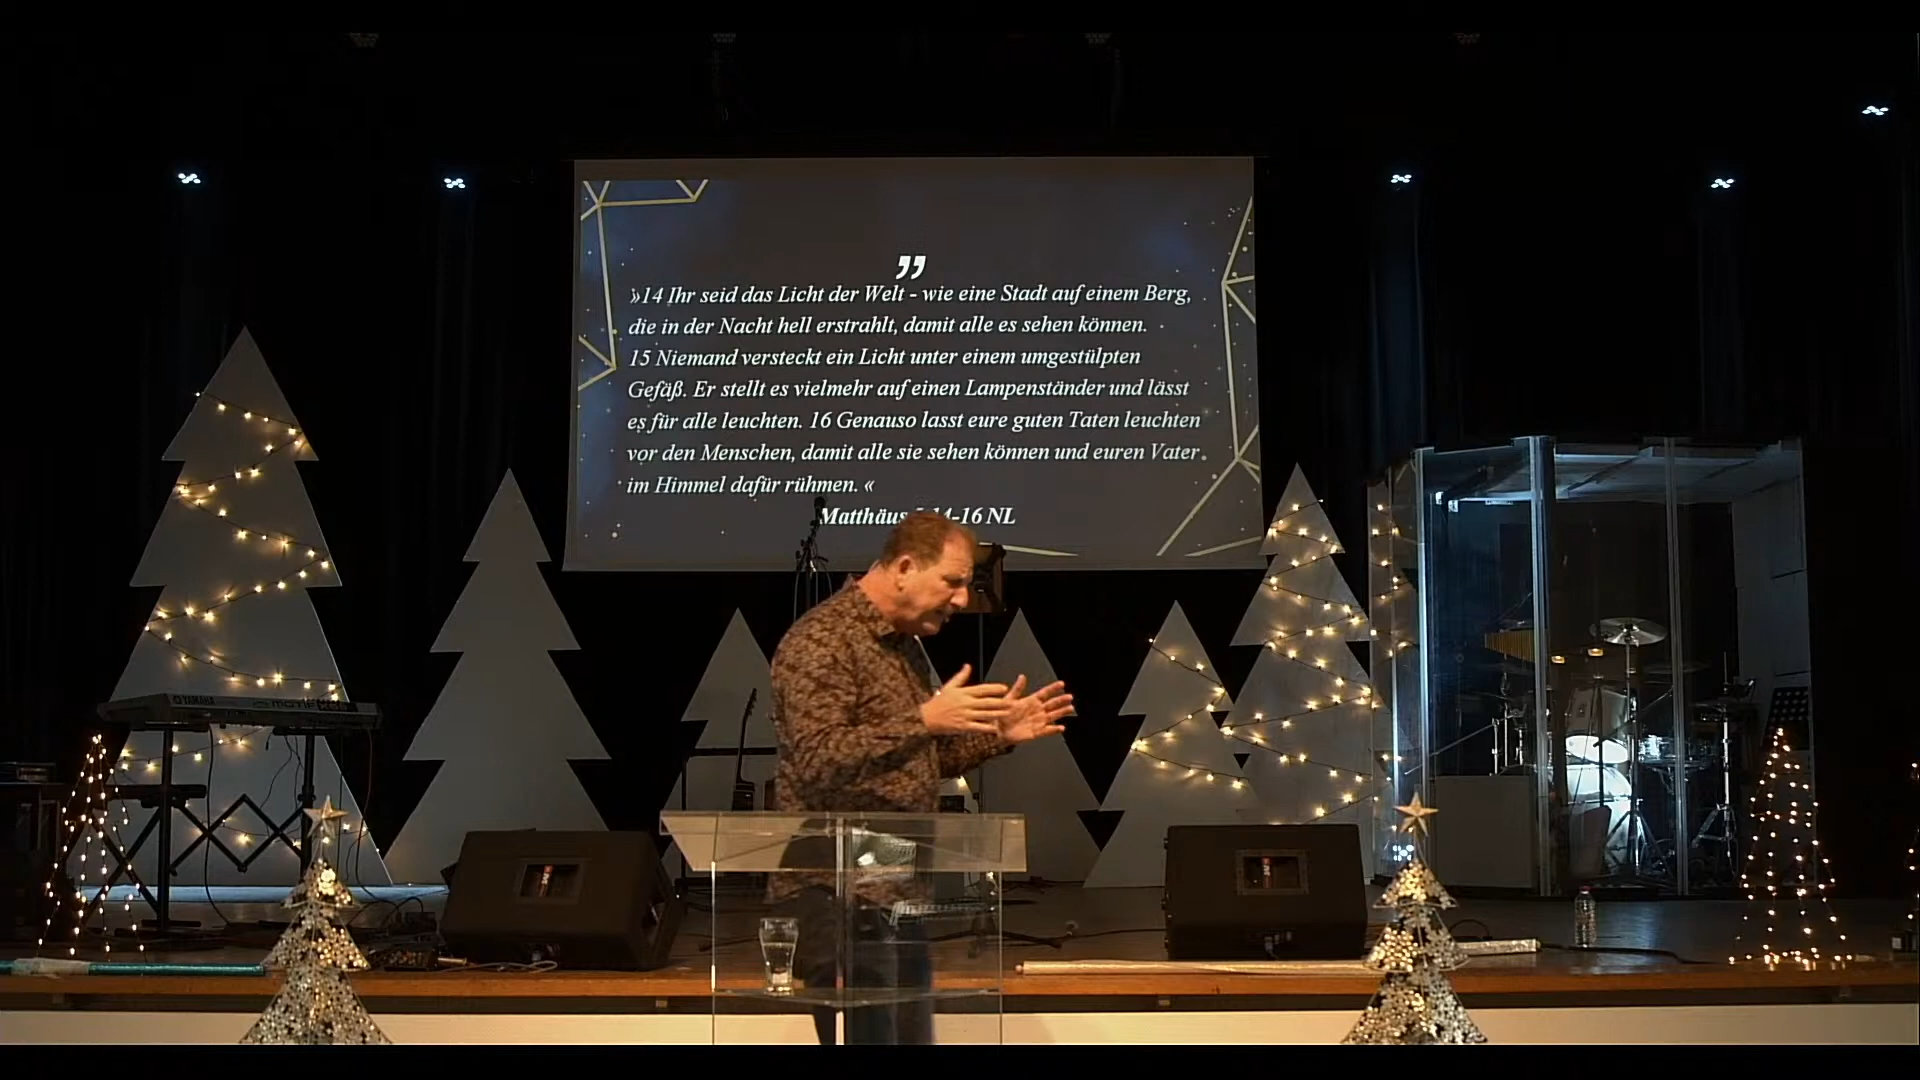 ”
»14 Ihr seid das Licht der Welt - wie eine Stadt auf einem Berg,
die in der Nacht hell erstrahlt, damit alle es sehen können.
15 Niemand versteckt ein Licht unter einem umgestülpten
Gefäß. Er stellt es vielmehr auf einen Lampenständer und lässt
es für alle leuchten. 16 Genauso lasst eure guten Taten leuchten
vor den Menschen, damit alle sie sehen können und euren Vater
im Himmel dafür rühmen. «
Matthäus 14-16 NL
YAMAHA